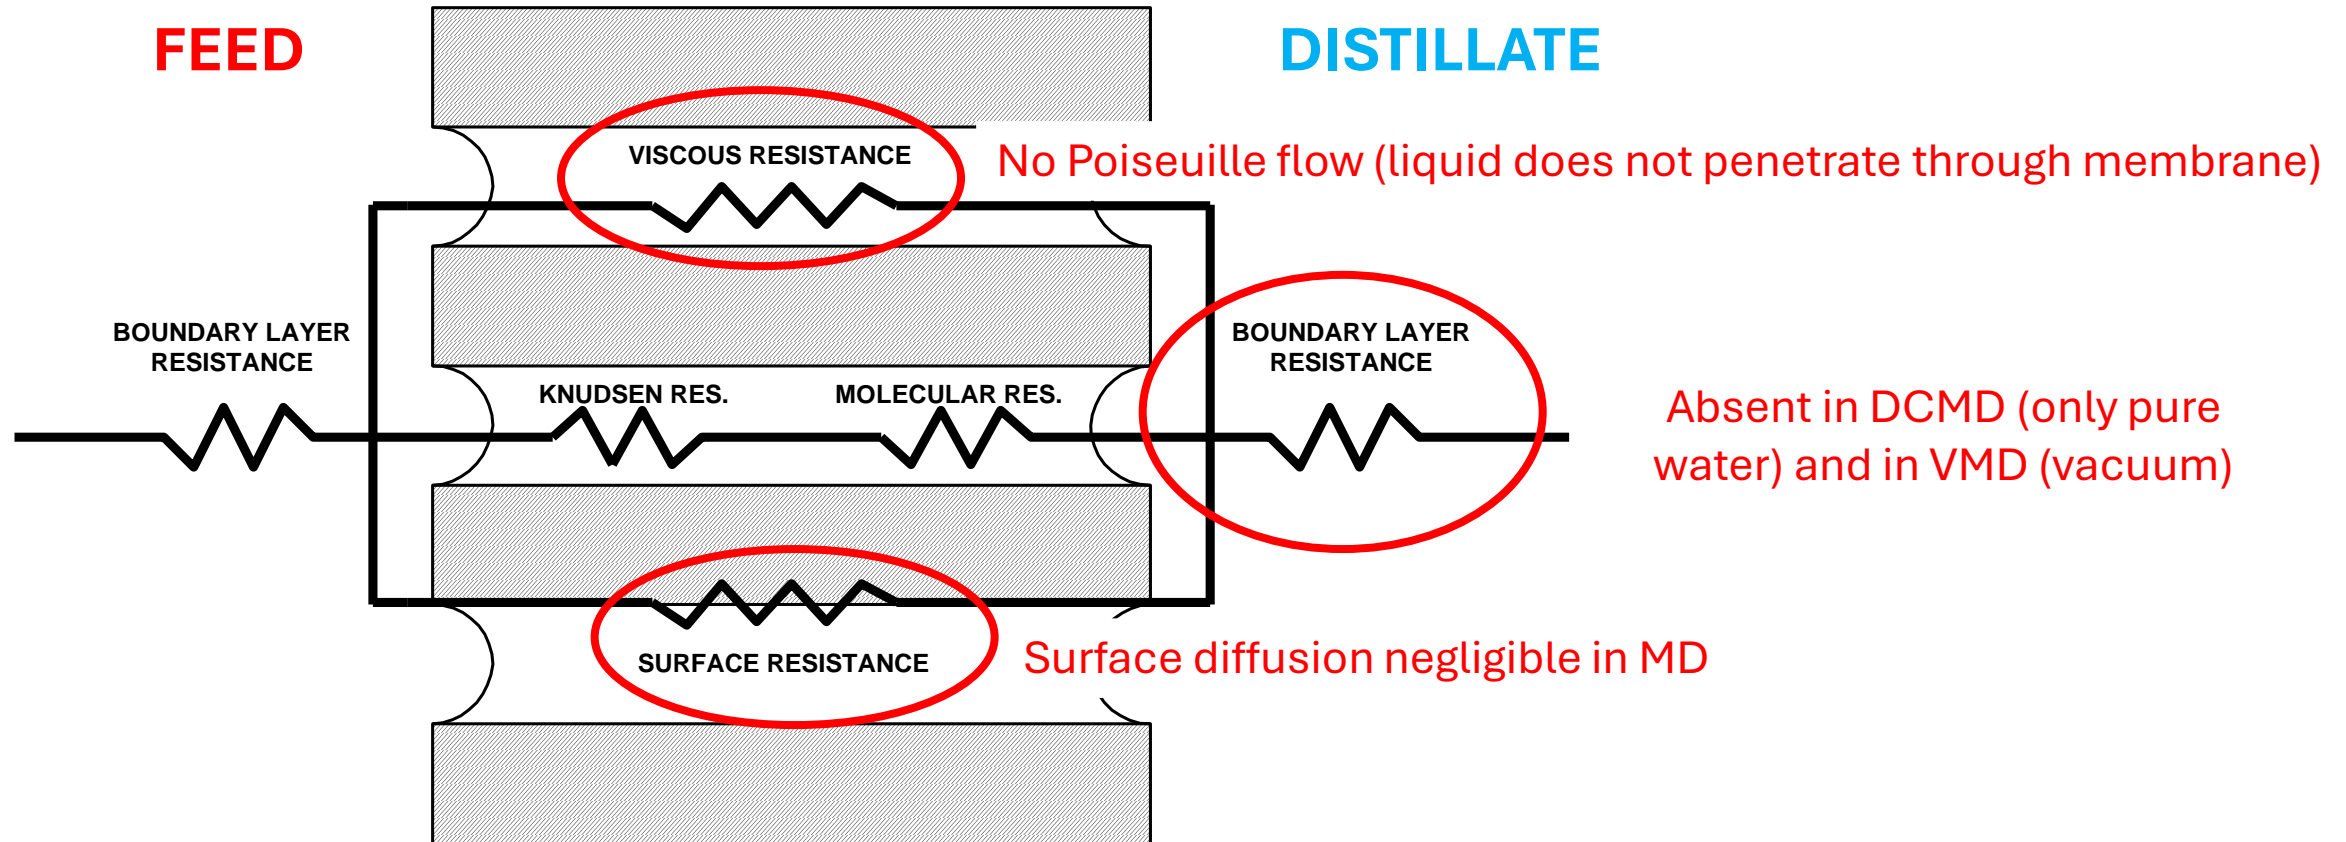 FEED
DISTILLATE
VISCOUS RESISTANCE
No Poiseuille flow (liquid does not penetrate through membrane)
BOUNDARY LAYER
RESISTANCE
KNUDSEN RES.
MOLECULAR RES.
BOUNDARY LAYER
RESISTANCE
Absent in DCMD (only pure
water) and in VMD (vacuum)
SURFACE RESISTANCE
Surface diffusion negligible in MD